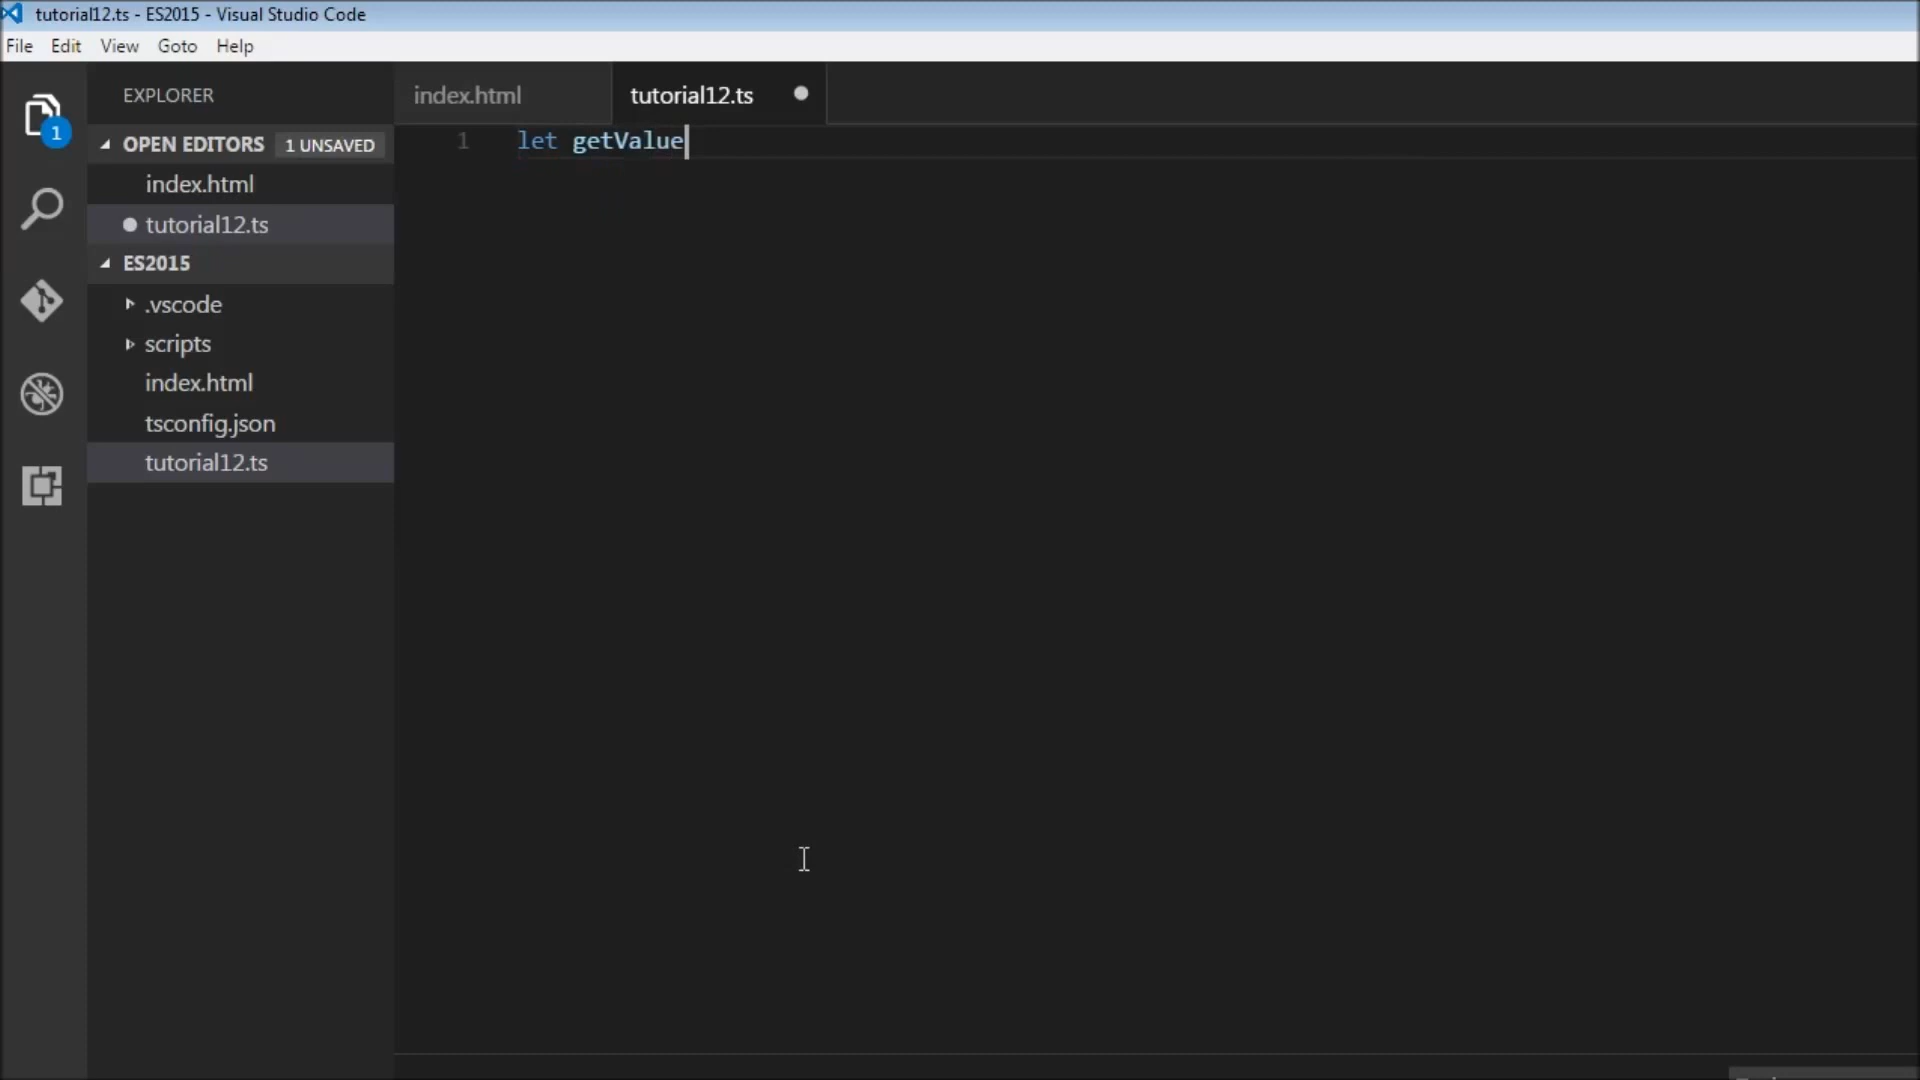 tutorial12.ts - ES2015 - Visual Studio Code
File Edit View Goto Help
EXPLORER
index.html
tutorial12.ts
1
OPEN EDITORS 1 UNSAVED
1 let getValue
index.html
tutorial12.ts
ES2015
.vscode
scripts
index.html
tsconfig.json
tutorial12.ts